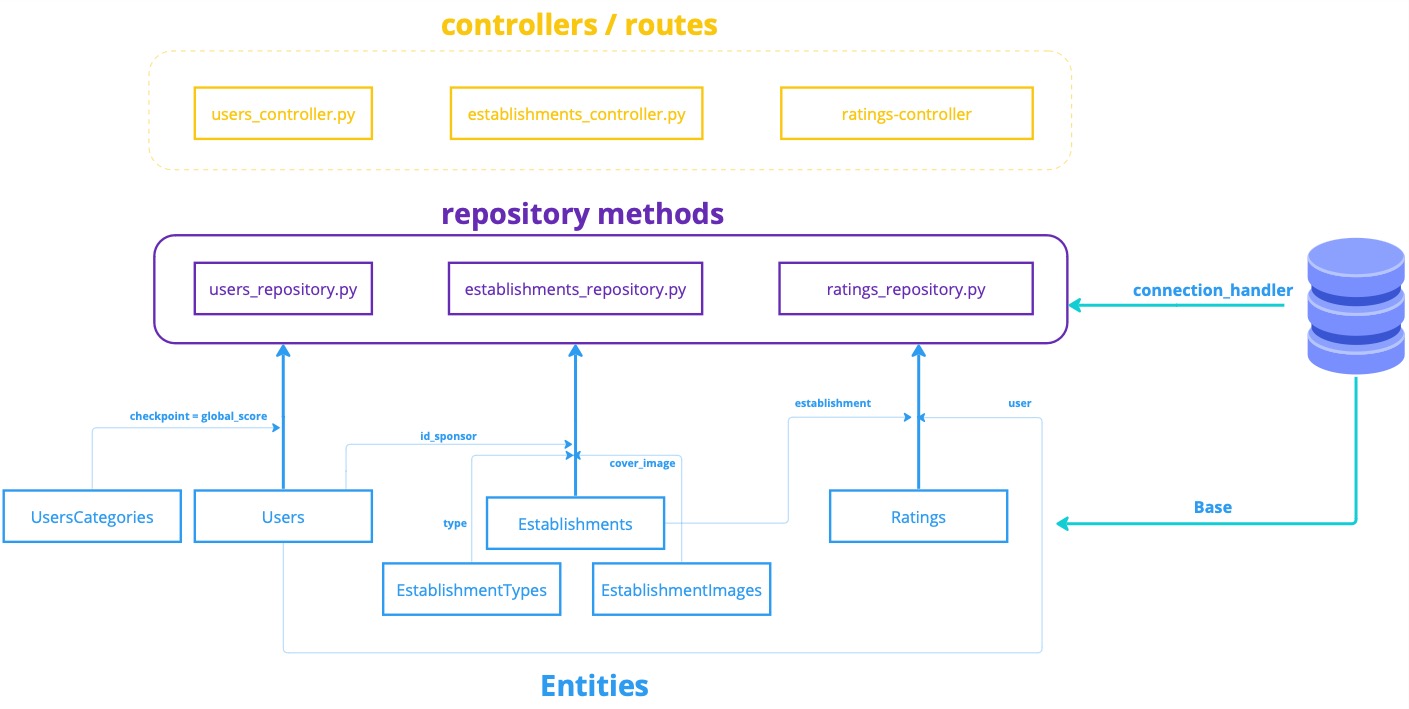 controllers / routes
users_controller.py
establishments_controller.py
ratings-controller
repository methods
users_repository.py
establishments_repository.py
ratings_repository.py
connection_handler
checkpoint = global_score
id_sponsor
establishment
user
cover_image
type
UsersCategories
Users
Establishments
Ratings
Base
EstablishmentTypes
EstablishmentImages
Entities